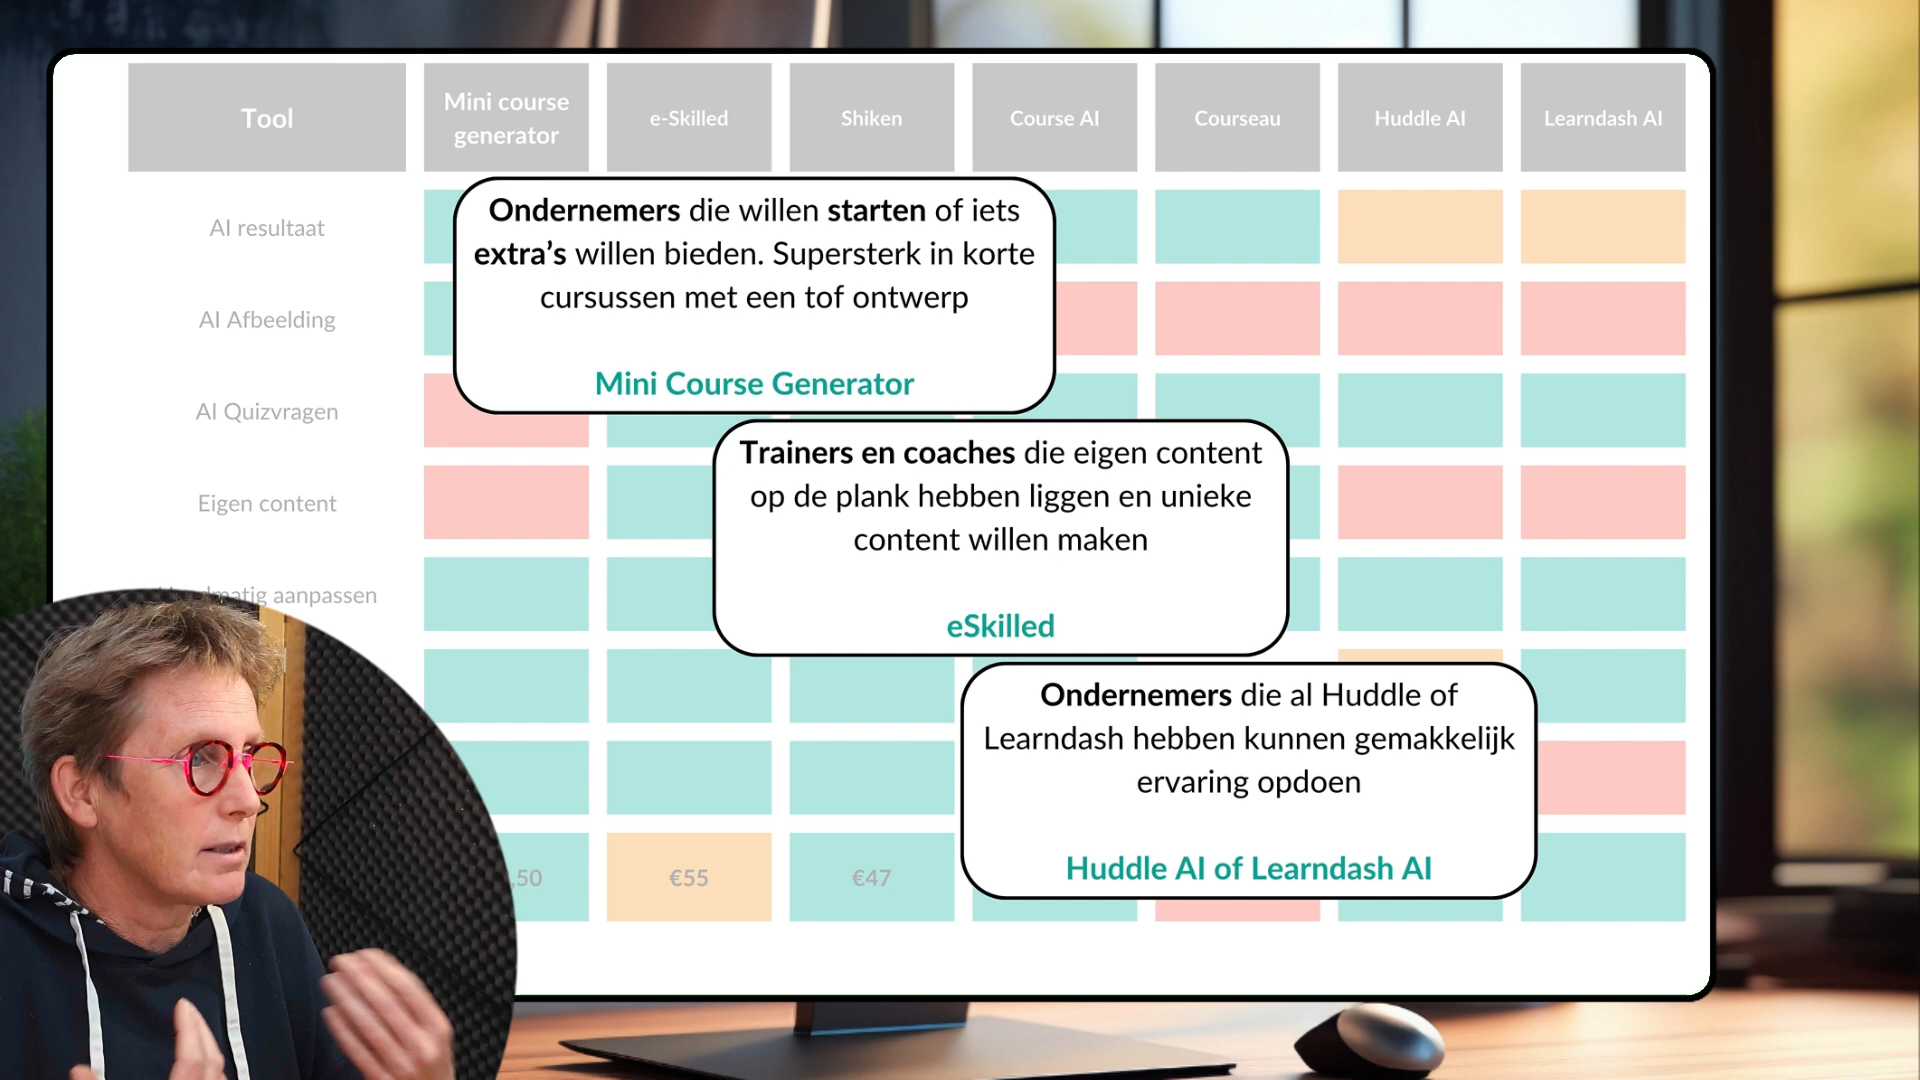 Tool
Mini course
generator
e-Skilled
Shiken
Course AI
Courseau
Huddle AI
Learndash AI
AI resultaat
AI Afbeelding
AI Quizvragen
Eigen content
aanpassen
Ondernemers die willen starten of iets
extra’s willen bieden. Supersterk in korte
cursussen met een tof ontwerp
Mini Course Generator
Trainers en coaches die eigen content
op de plank hebben liggen en unieke
content willen maken
eSkilled
Ondernemers die al Huddle of
Learndash hebben kunnen gemakkelijk
ervaring opdoen
Huddle AI of Learndash AI
,50
€55
€47